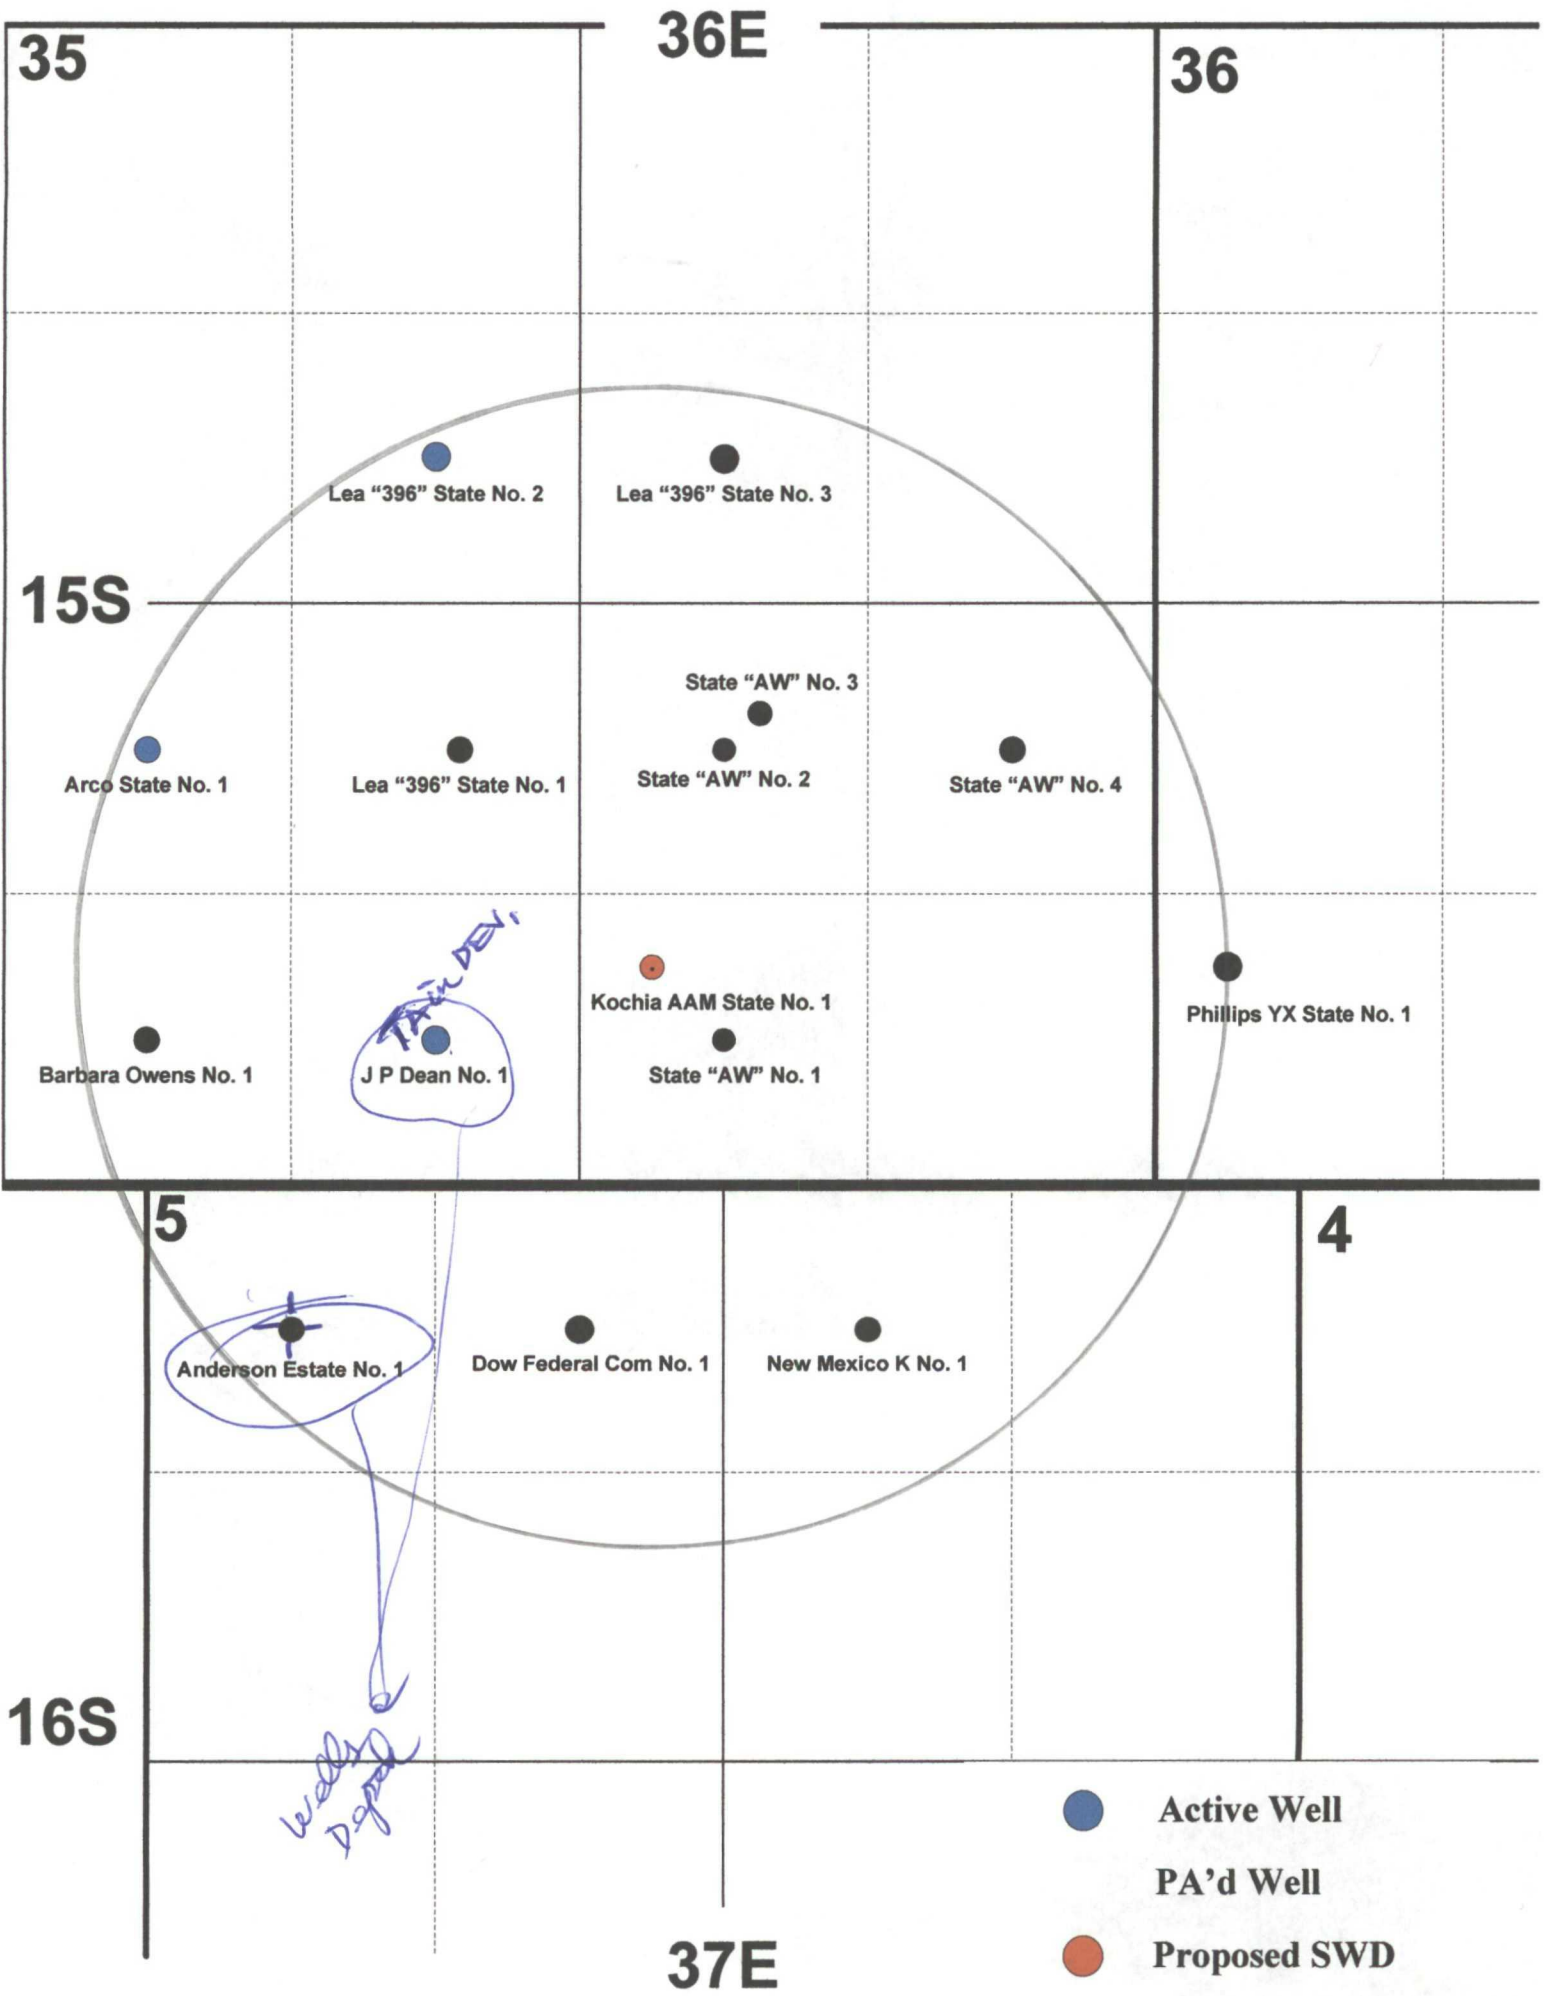 36E
35
36
Lea “396” State No. 2
Lea “396” State No. 3
15S
State “AW” No. 3
Arco State No. 1
Lea “396” State No. 1
State “AW” No. 2
State “AW” No. 4
DEV.
Kochia AAM State No. 1
Phillips YX State No. 1
Barbara Owens No. 1
J P Dean No. 1
State “AW” No. 1
5
4
Anderson Estate No. 1
Dow Federal Com No. 1
New Mexico K No. 1
16S
Wells
Active Well
PA’d Well
Proposed SWD
37E